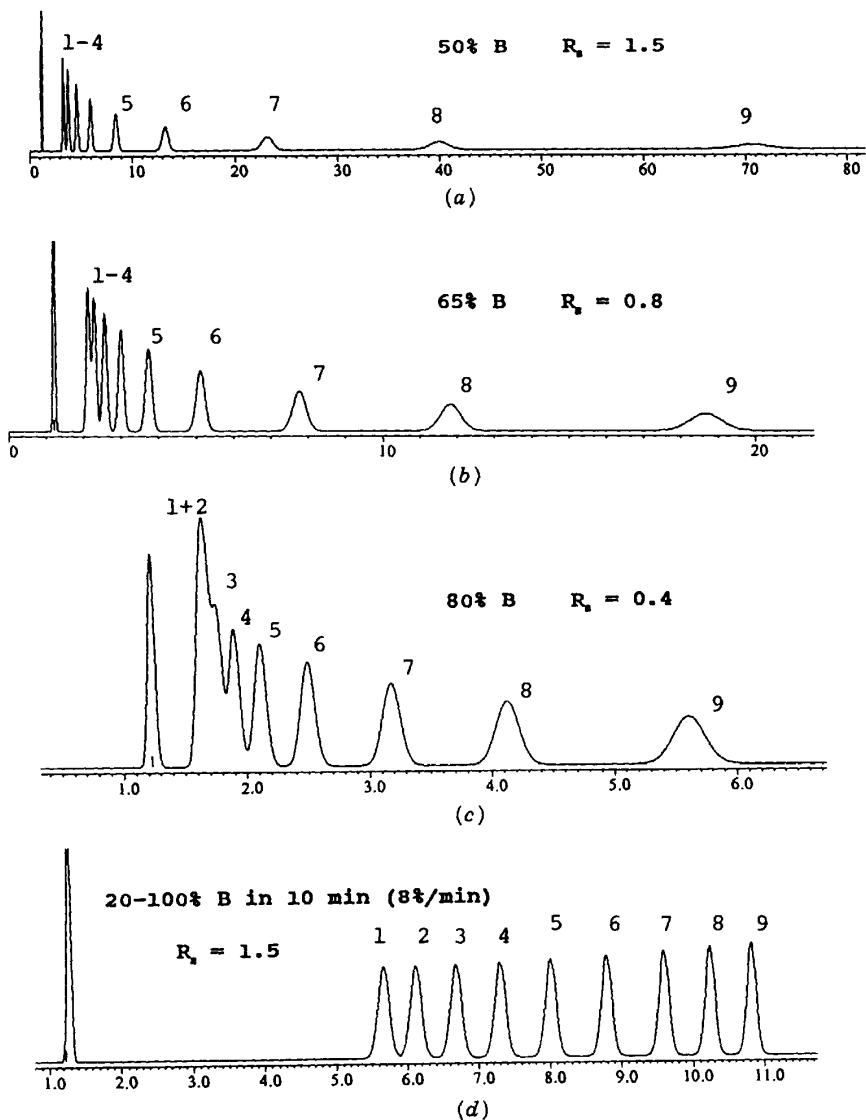 50% B R_s = 1.5
1-4
5 6 7 8 9
0 10 20 30 40 50 60 70 80
(a)
65% B R_s = 0.8
1-4
5 6 7 8 9
0 10 20
(b)
1+2
3 4 5 6 7 8 9
80% B R_s = 0.4
1.0 2.0 3.0 4.0 5.0 6.0
(c)
20-100% B in 10 min (8%/min)
R_s = 1.5
1 2 3 4 5 6 7 8 9
1.0 2.0 3.0 4.0 5.0 6.0 7.0 8.0 9.0 10.0 11.0
(d)